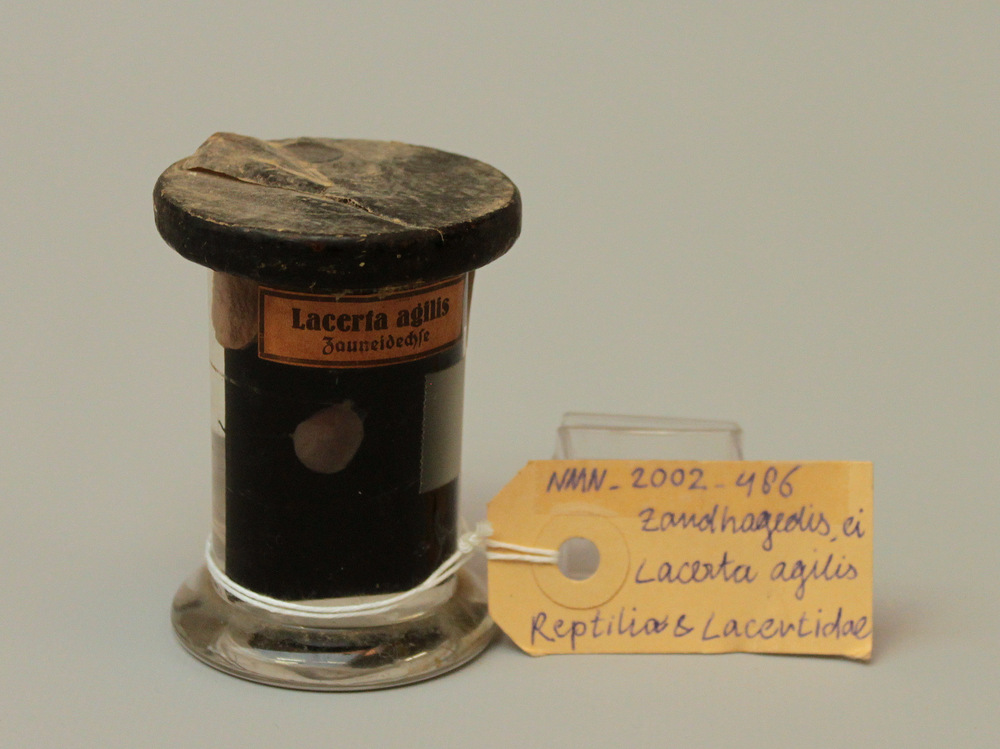 Lacerta agilis
Zauneidechse
NMN-2002-486
Zandhagedis, ei
Lacerta agilis
Reptilia & Lacertidae